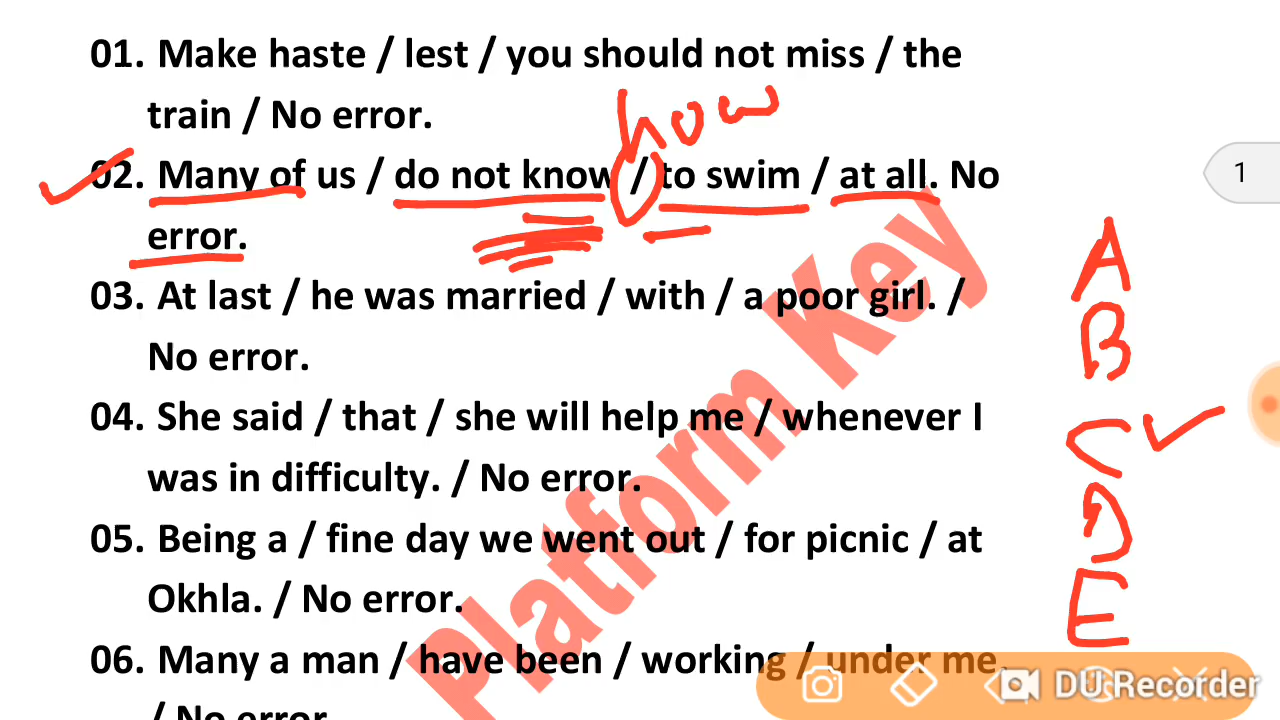 01. Make haste / lest / you should not miss / the
train / No error.
how
02. Many of us / do not know / to swim / at all. No
error.
03. At last / he was married / with / a poor girl. /
No error.
04. She said / that / she will help me / whenever I
was in difficulty. / No error.
05. Being a / fine day we went out / for picnic / at
Okhla. / No error.
06. Many a man / have been / working / under me.
/ No error
1
A
B
C
D
E
Platform Key
DU Recorder